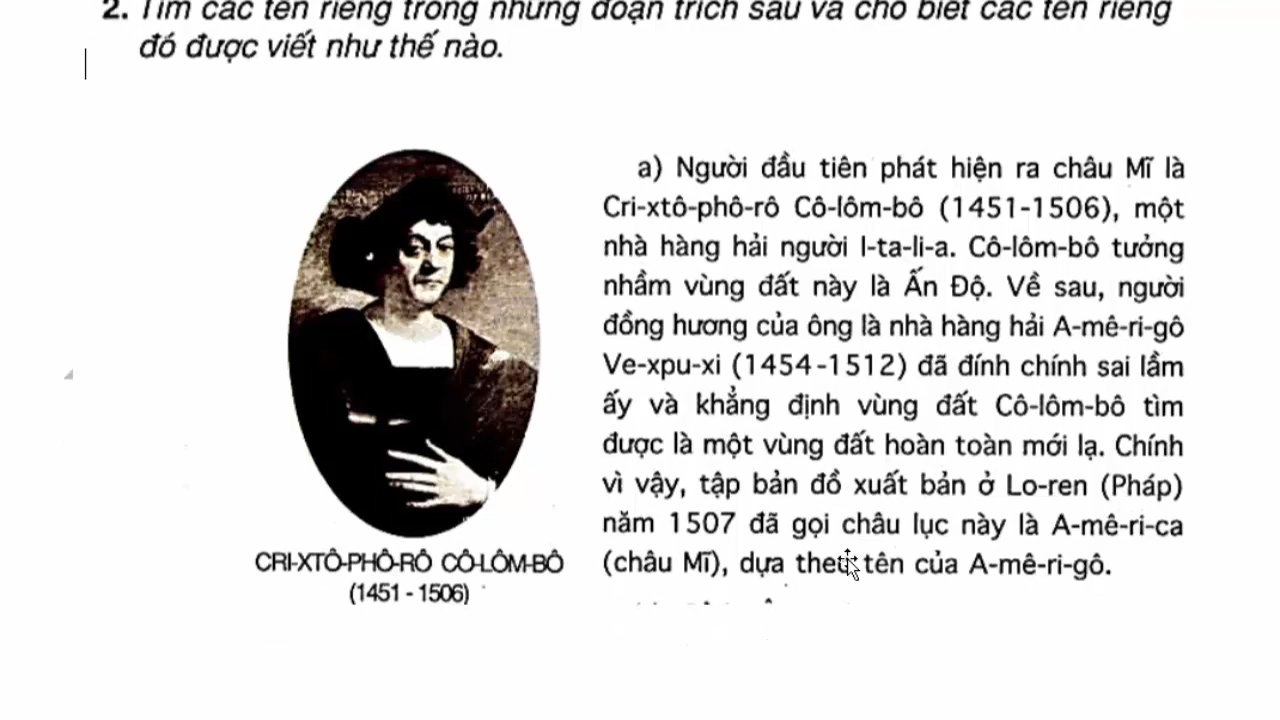 2. Tìm các tên riêng trong những đoạn trích sau và cho biết các tên riêng
đó được viết như thế nào.
a) Người đầu tiên phát hiện ra châu Mĩ là
Cri-xtô-phô-rô Cô-lôm-bô (1451-1506), một
nhà hàng hải người I-ta-li-a. Cô-lôm-bô tưởng
nhầm vùng đất này là Ấn Độ. Về sau, người
đồng hương của ông là nhà hàng hải A-mê-ri-gô
Ve-xpu-xi (1454-1512) đã đính chính sai lầm
ấy và khẳng định vùng đất Cô-lôm-bô tìm
được là một vùng đất hoàn toàn mới lạ. Chính
vì vậy, tập bản đồ xuất bản ở Lo-ren (Pháp)
năm 1507 đã gọi châu lục này là A-mê-ri-ca
(châu Mĩ), dựa theo tên của A-mê-ri-gô.
CRI-XTÔ-PHÔ-RÔ CÔ-LÔM-BÔ
(1451 - 1506)